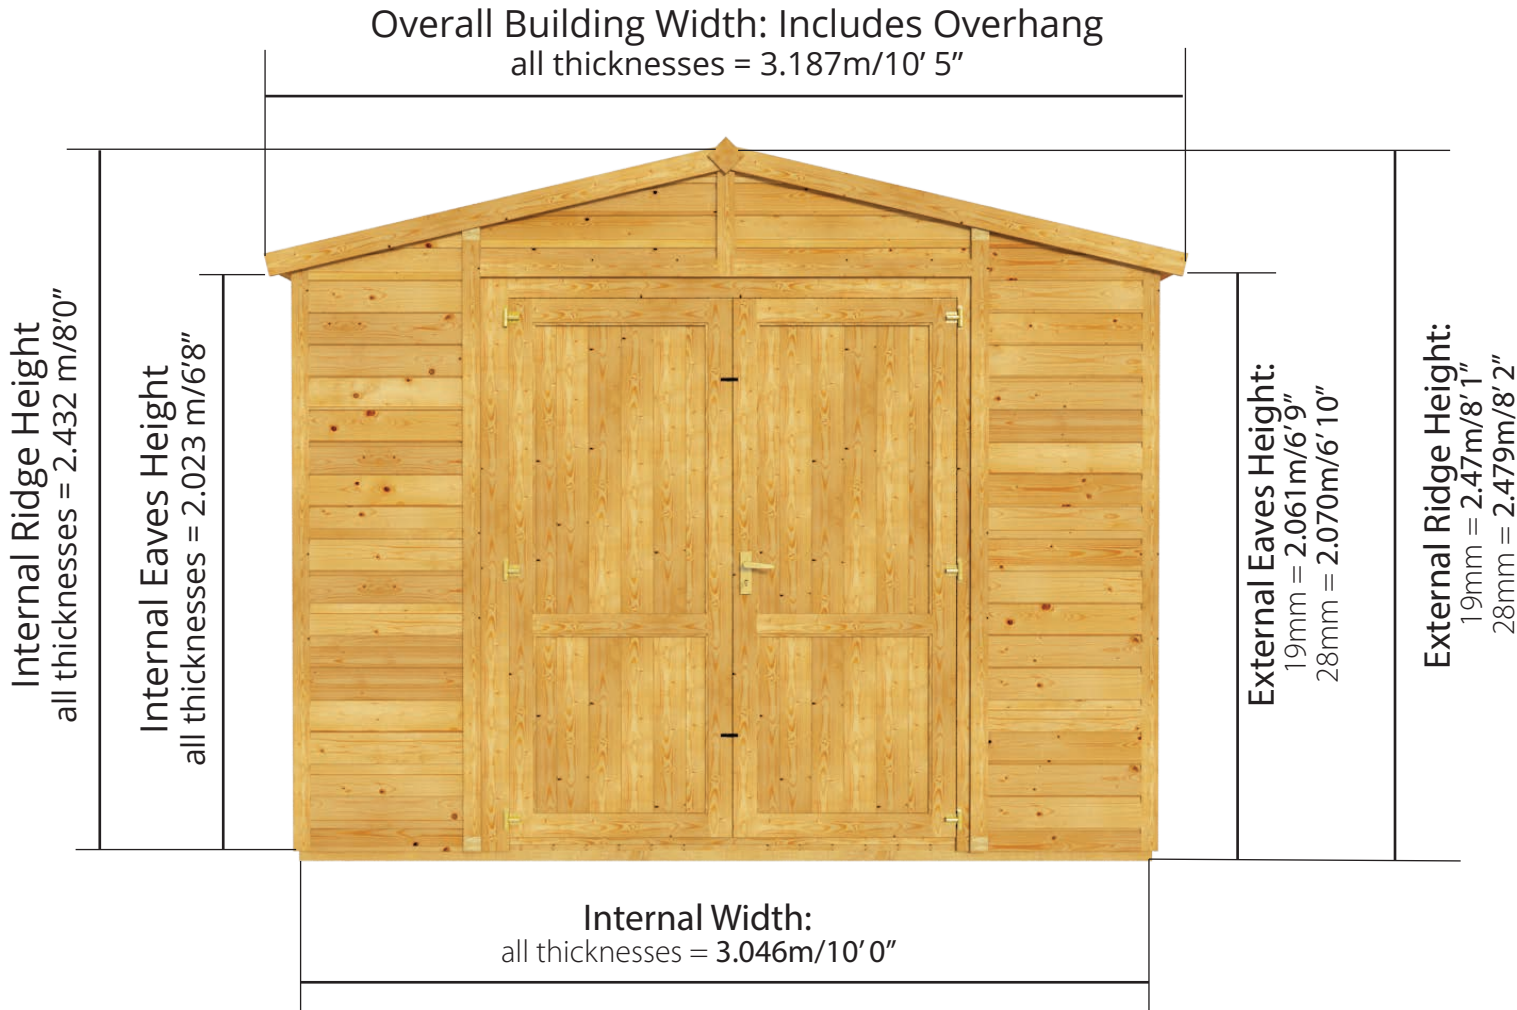 Overall Building Width: Includes Overhang
all thicknesses = 3.187m/10’ 5”
Internal Ridge Height
all thicknesses = 2.432 m/8’0”
Internal Eaves Height
all thicknesses = 2.023 m/6’8”
External Eaves Height:
19mm = 2.061m/6’ 9”
28mm = 2.070m/6’ 10”
External Ridge Height:
19mm = 2.47m/8’ 1”
28mm = 2.479m/8’ 2”
Internal Width:
all thicknesses = 3.046m/10’ 0”